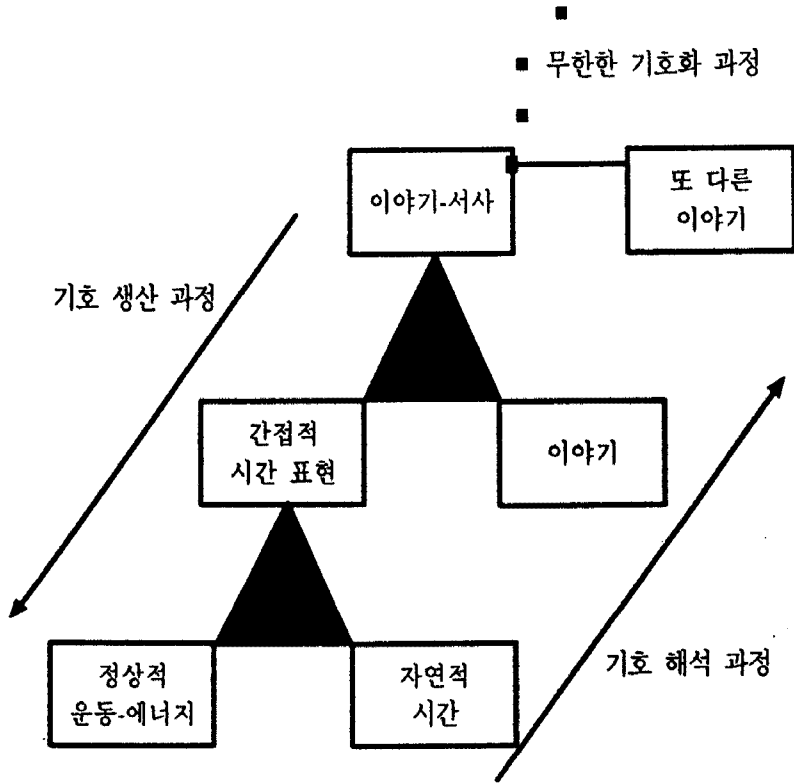 무한한 기호화 과정
이야기-서사
또 다른
이야기
기호 생산 과정
간접적
시간 표현
이야기
정상적
운동-에너지
자연적
시간
기호 해석 과정